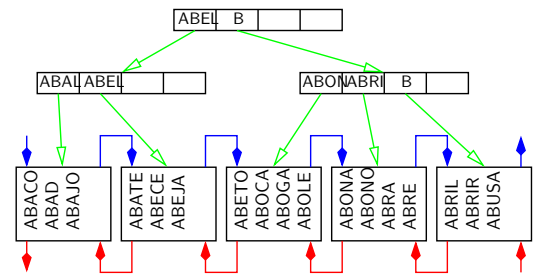 ABEL B
ABAL ABEL
ABON ABRI B
ABACO
ABAD
ABAJO
ABATE
ABECE
ABEJA
ABETO
ABOCA
ABOGA
ABOLE
ABONA
ABONO
ABRA
ABRE
ABRIL
ABRIR
ABUSA